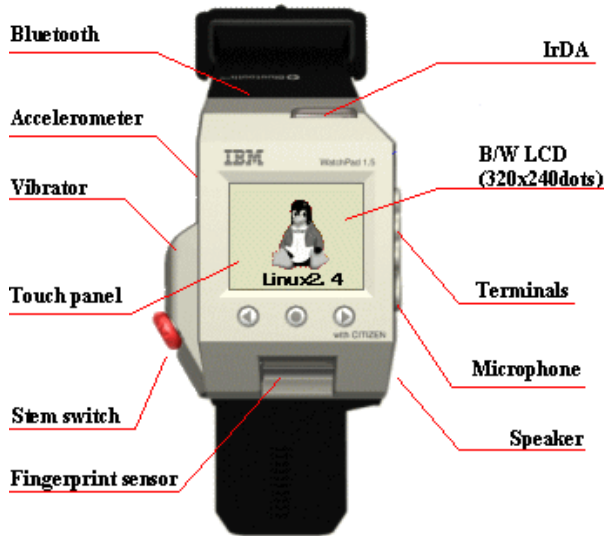 Bluetooth
IrDA
Bluetooth
Accelerometer
IBM
WatchPad 1.5
B/W LCD
(320x240dots)
Vibrator
Linux2.4
Touch panel
Terminals
with CITIZEN
Microphone
Stem switch
Speaker
Fingerprint sensor